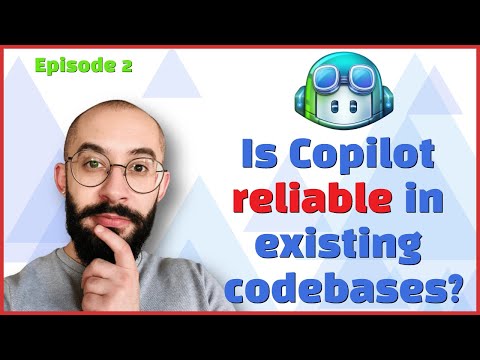 Episode 2
Is Copilot
reliable in
existing
codebases?